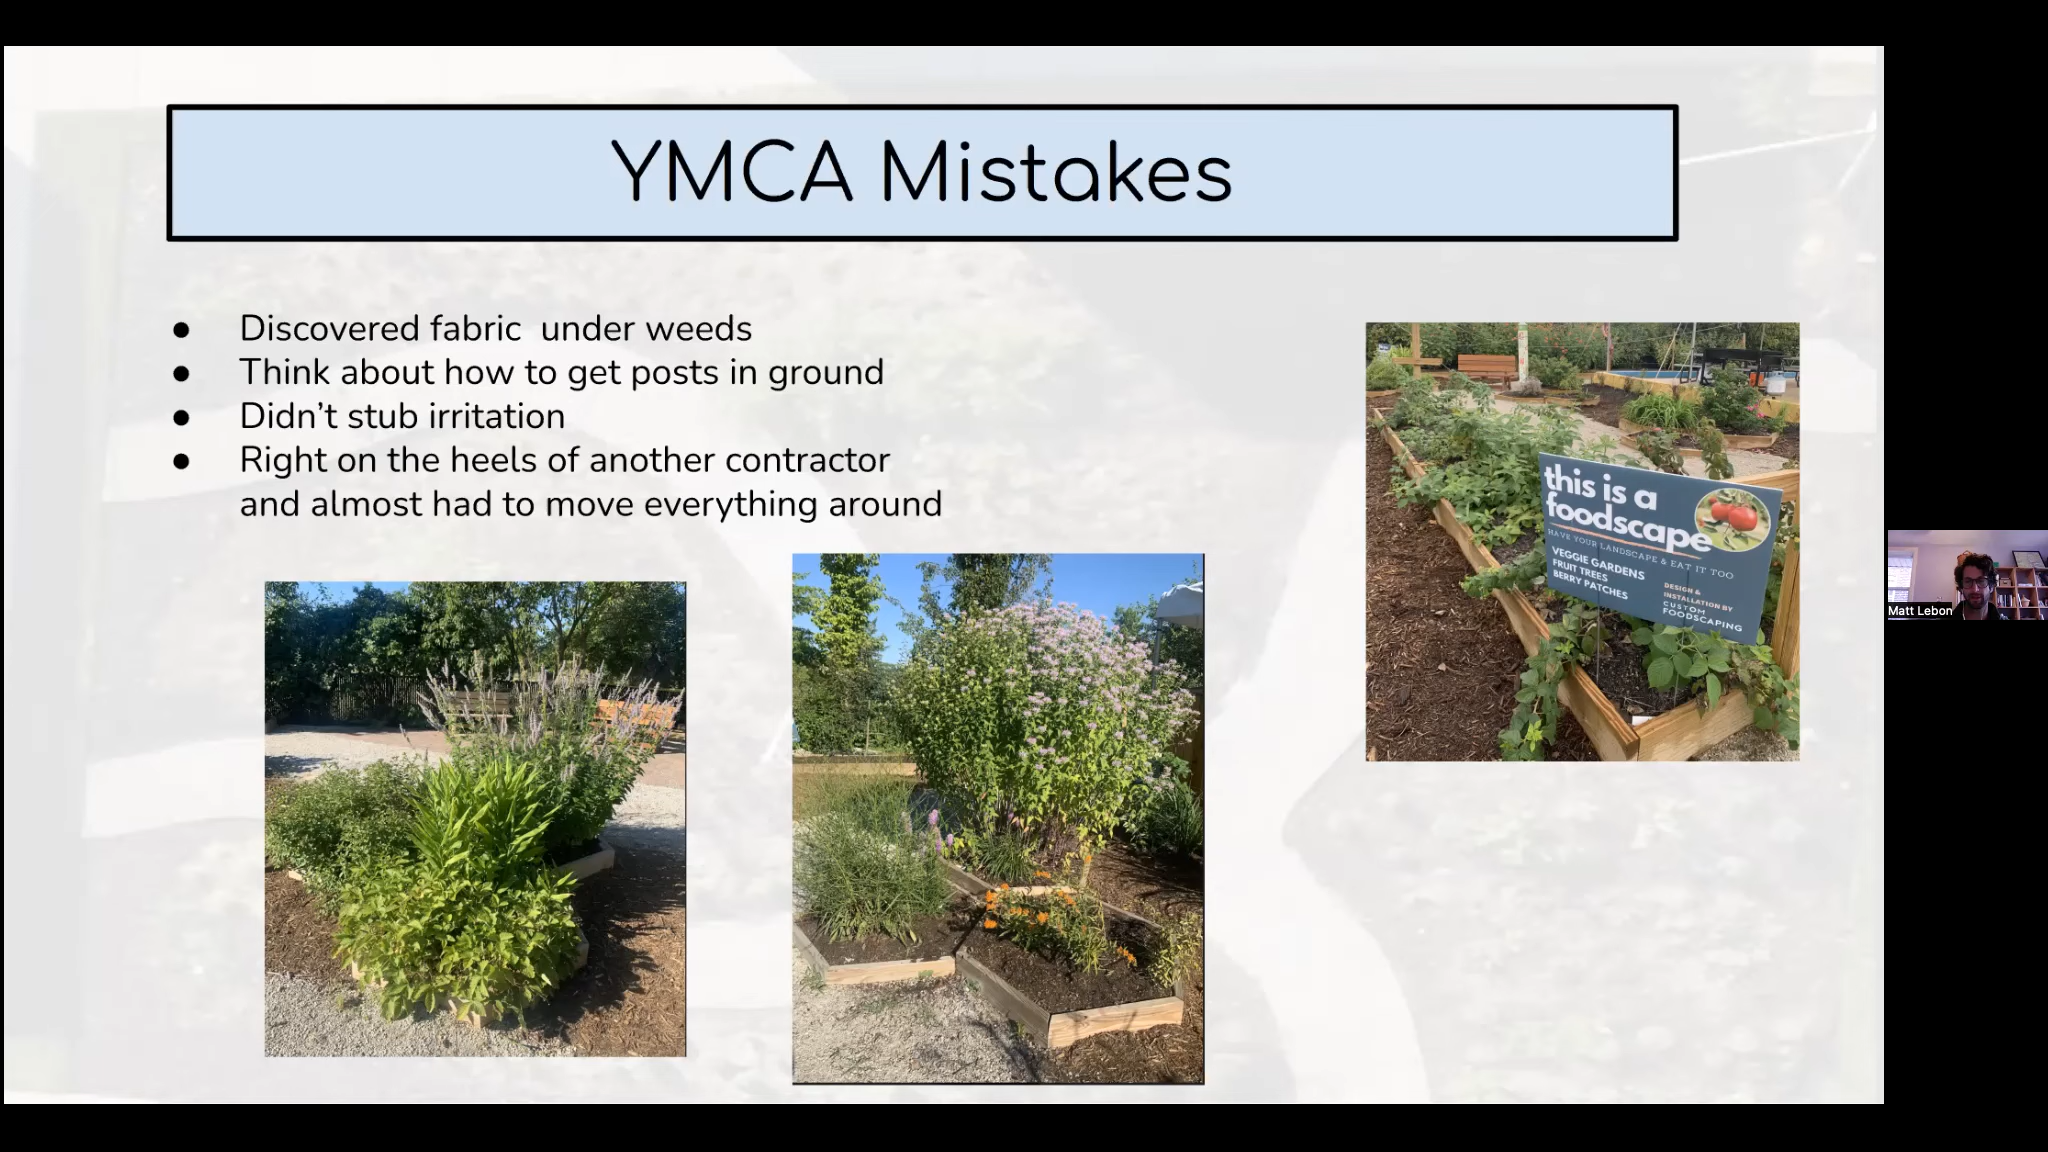 YMCA Mistakes
● Discovered fabric  under weeds
● Think about how to get posts in ground
● Didn't stub irritation
● Right on the heels of another contractor
and almost had to move everything around
this is a
foodscape
HAVE YOUR LANDSCAPE & EAT IT TOO
VEGGIE GARDENS
FRUIT TREES
BERRY PATCHES
DESIGN &
INSTALLATION BY
CUSTOM
FOODSCAPING
Matt Lebon